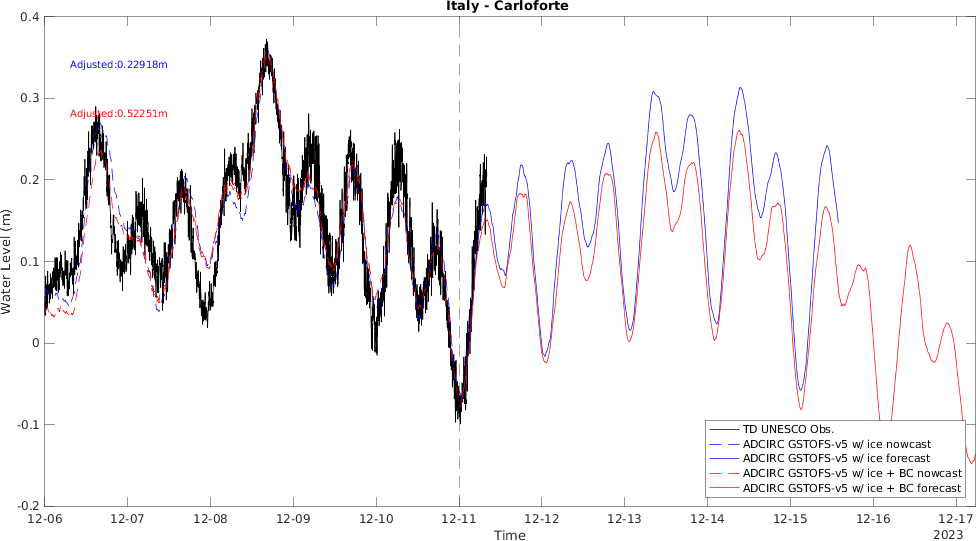 Italy - Carloforte
0.4
0.3
0.2
0.1
0
-0.1
-0.2
Water Level (m)
Adjusted:0.22918m
Adjusted:0.52251m
TD UNESCO Obs.
ADCIRC GSTOFS-v5 w/ ice nowcast
ADCIRC GSTOFS-v5 w/ ice forecast
ADCIRC GSTOFS-v5 w/ ice + BC nowcast
ADCIRC GSTOFS-v5 w/ ice + BC forecast
12-06 12-07 12-08 12-09 12-10 12-11 12-12 12-13 12-14 12-15 12-16 12-17
Time
2023